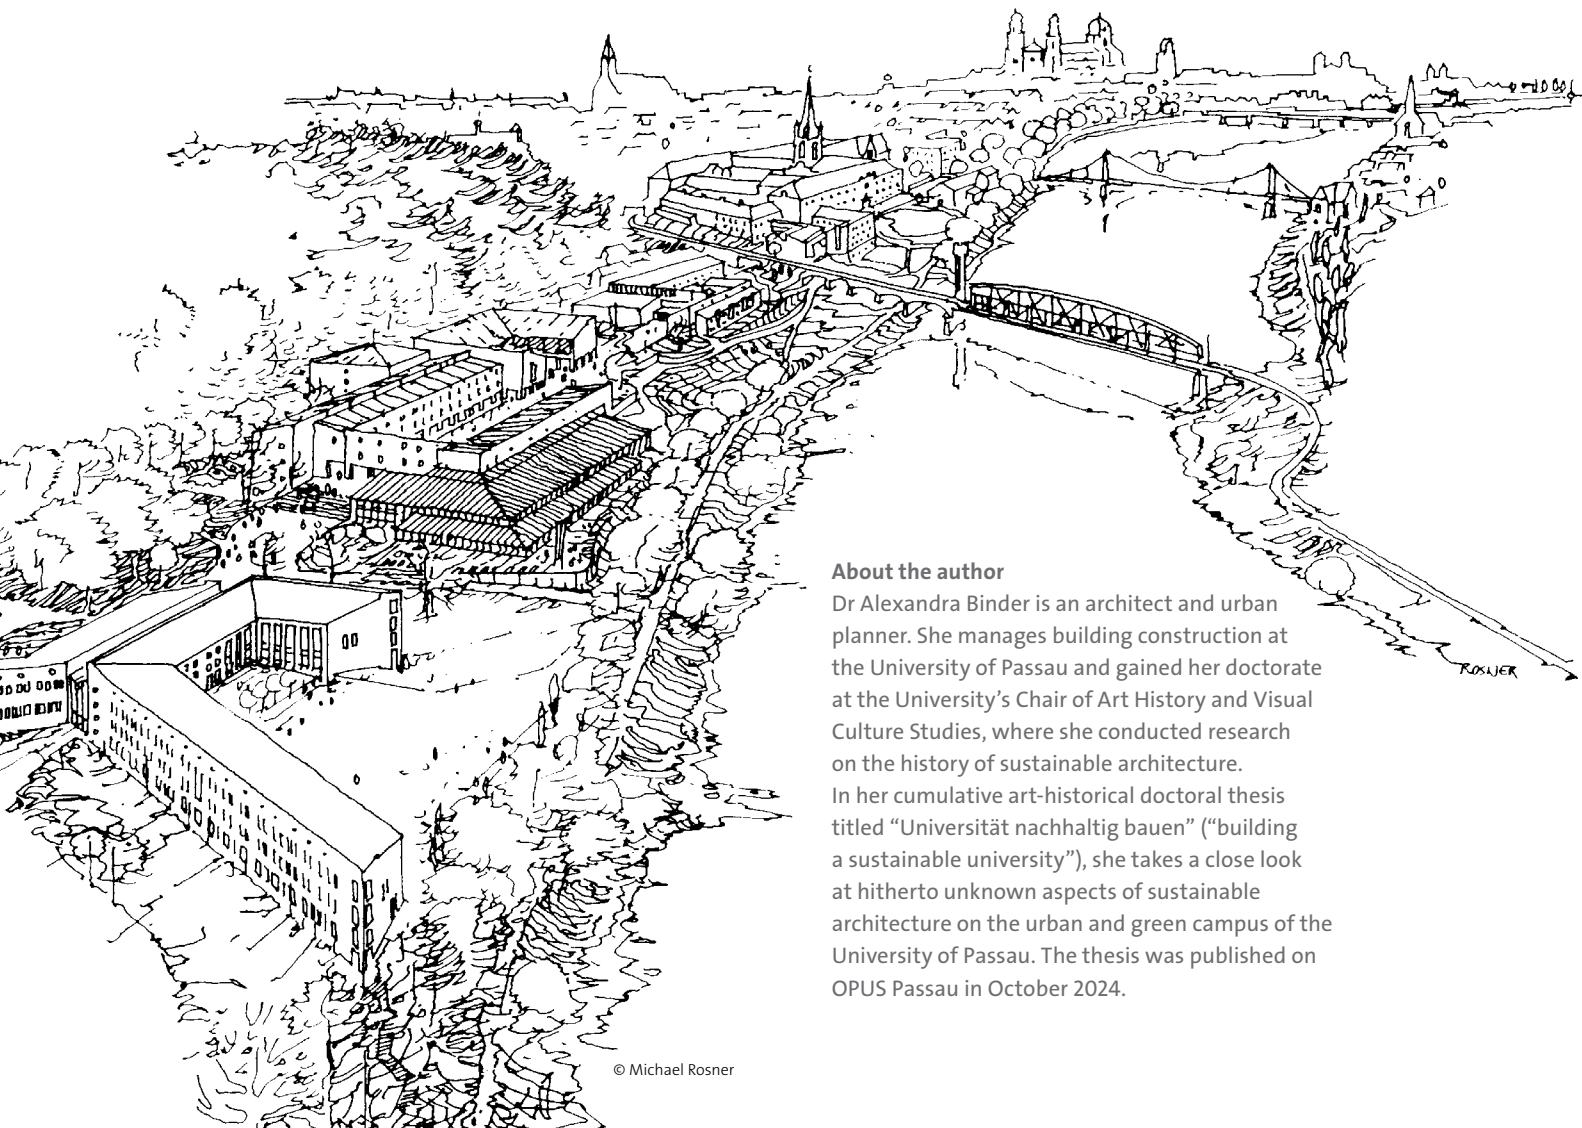 About the author
Dr Alexandra Binder is an architect and urban
planner. She manages building construction at
the University of Passau and gained her doctorate
at the University’s Chair of Art History and Visual
Culture Studies, where she conducted research
on the history of sustainable architecture.
In her cumulative art-historical doctoral thesis
titled “Universität nachhaltig bauen” (“building
a sustainable university”), she takes a close look
at hitherto unknown aspects of sustainable
architecture on the urban and green campus of the
University of Passau. The thesis was published on
OPUS Passau in October 2024.
ROSNER
© Michael Rosner